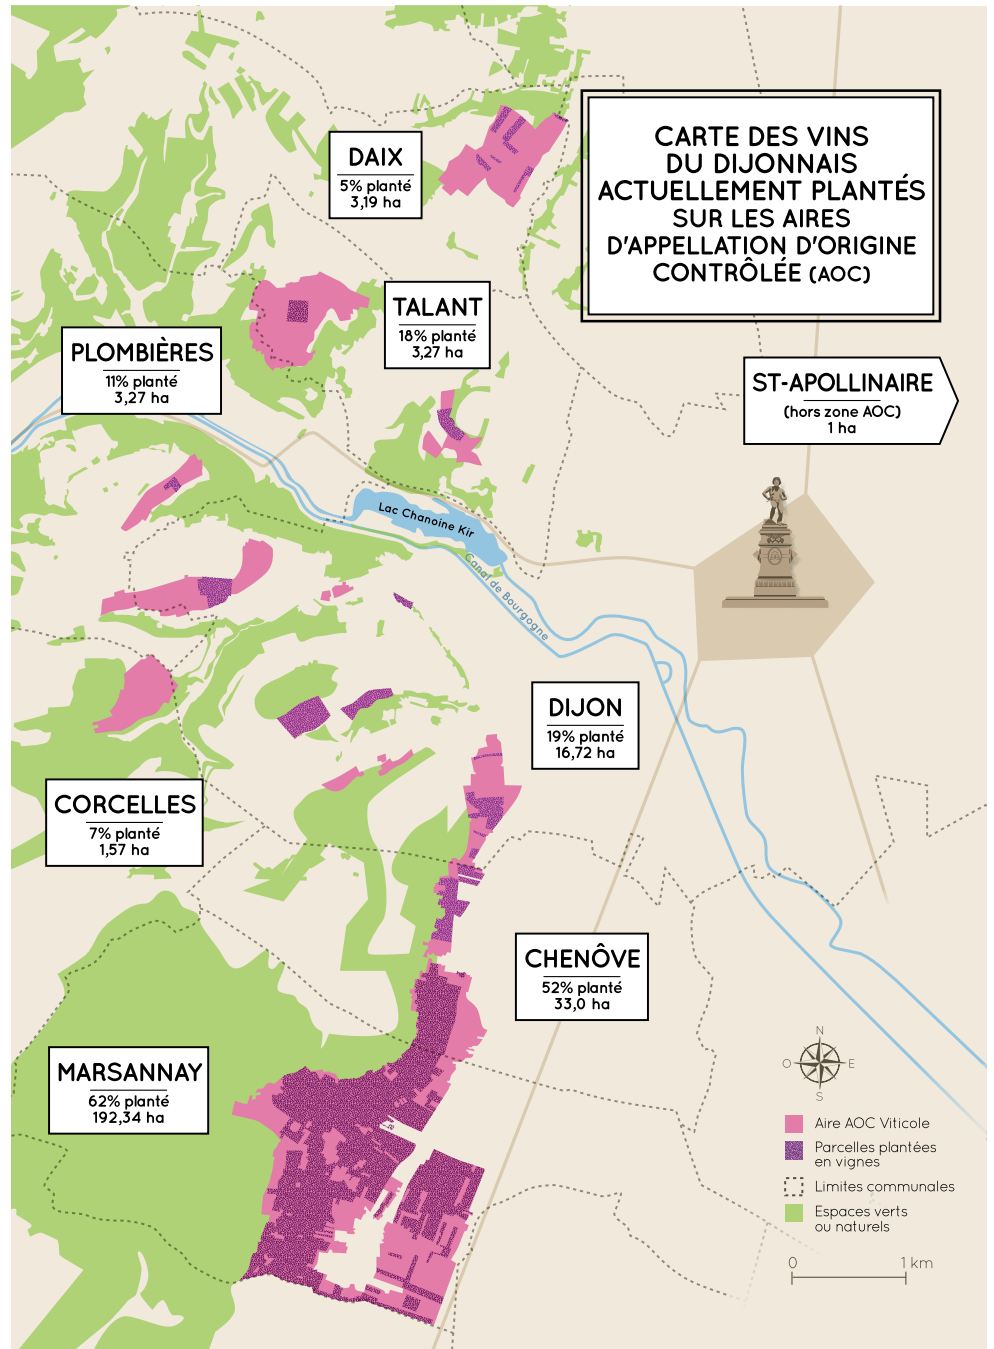 CARTE DES VINS
DU DIJONNAIS
ACTUELLEMENT PLANTÉS
SUR LES AIRES
D'APPELLATION D'ORIGINE
CONTRÔLÉE (AOC)
DAIX
5% planté
3,19 ha
TALANT
18% planté
3,27 ha
PLOMBIÈRES
11% planté
3,27 ha
ST-APOLLINAIRE
(hors zone AOC)
1 ha
Lac Chanoine Kir
Canal de Bourgogne
DIJON
19% planté
16,72 ha
CORCELLES
7% planté
1,57 ha
CHENÔVE
52% planté
33,0 ha
MARSANNAY
62% planté
192,34 ha
N
O
E
S
Aire AOC Viticole
Parcelles plantées
en vignes
Limites communales
Espaces verts
ou naturels
0 1 km